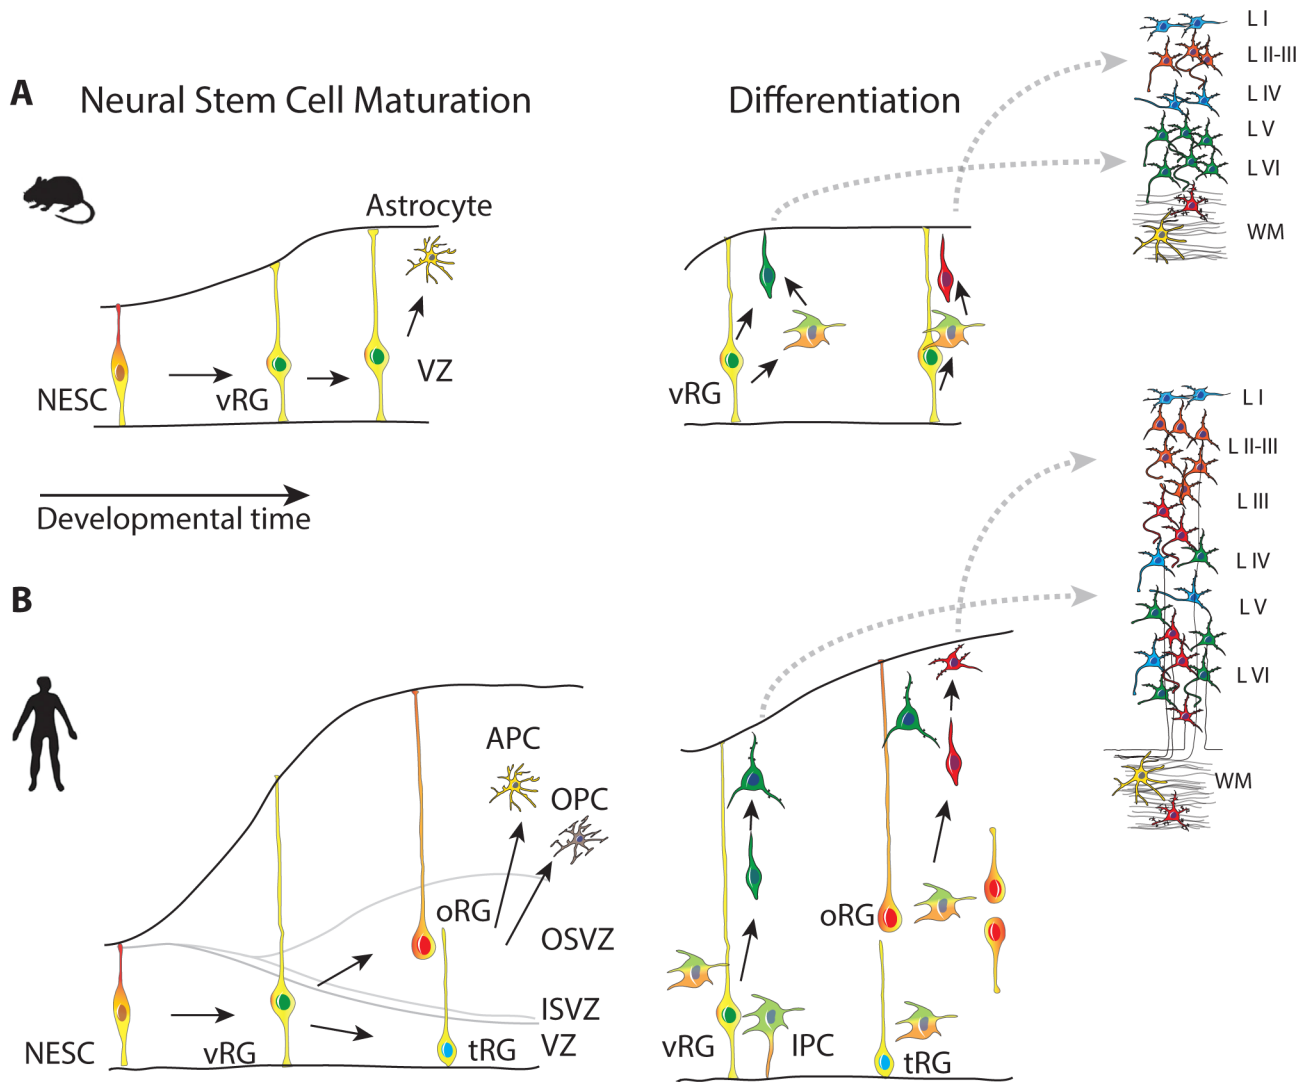 A
Neural Stem Cell Maturation
Differentiation
L I
L II-III
L IV
L V
L VI
WM
Astrocyte
NESC
vRG
VZ
vRG
Developmental time
B
L I
L II-III
L III
L IV
L V
L VI
WM
APC
OPC
oRG
OSVZ
ISVZ
VZ
NESC
vRG
tRG
oRG
vRG
IPC
tRG